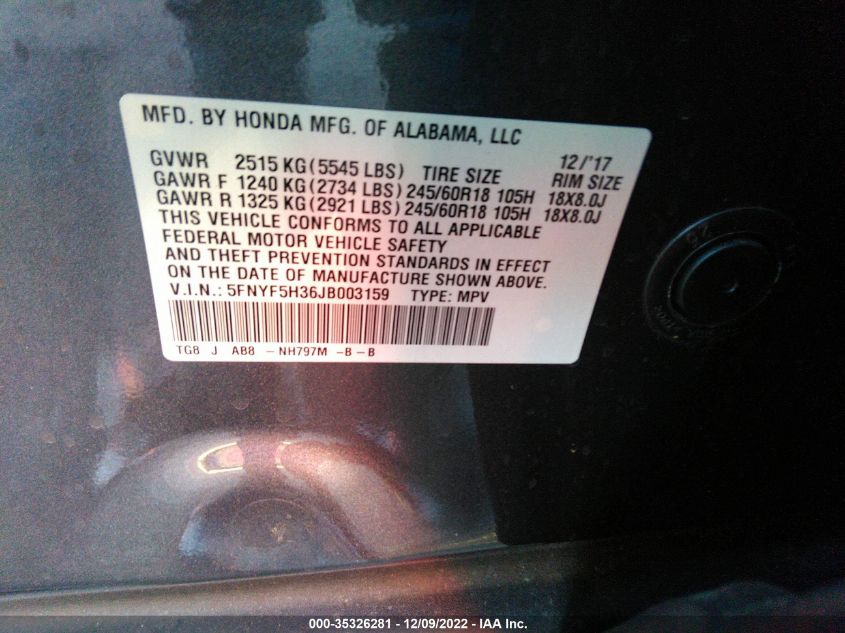 MFD. BY HONDA MFG. OF ALABAMA, LLC
12/'17
GVWR 2515 KG(5545 LBS) TIRE SIZE RIM SIZE
GAWR F 1240 KG(2734 LBS) 245/60R18 105H 18X8.0J
GAWR R 1325 KG(2921 LBS) 245/60R18 105H 18X8.0J
THIS VEHICLE CONFORMS TO ALL APPLICABLE
FEDERAL MOTOR VEHICLE SAFETY
AND THEFT PREVENTION STANDARDS IN EFFECT
ON THE DATE OF MANUFACTURE SHOWN ABOVE.
V.I.N.: 5FNYF5H36JB003159 TYPE: MPV
TG8 J AB8 - NH797M -B-B
000-35326281 - 12/09/2022 - IAA Inc.